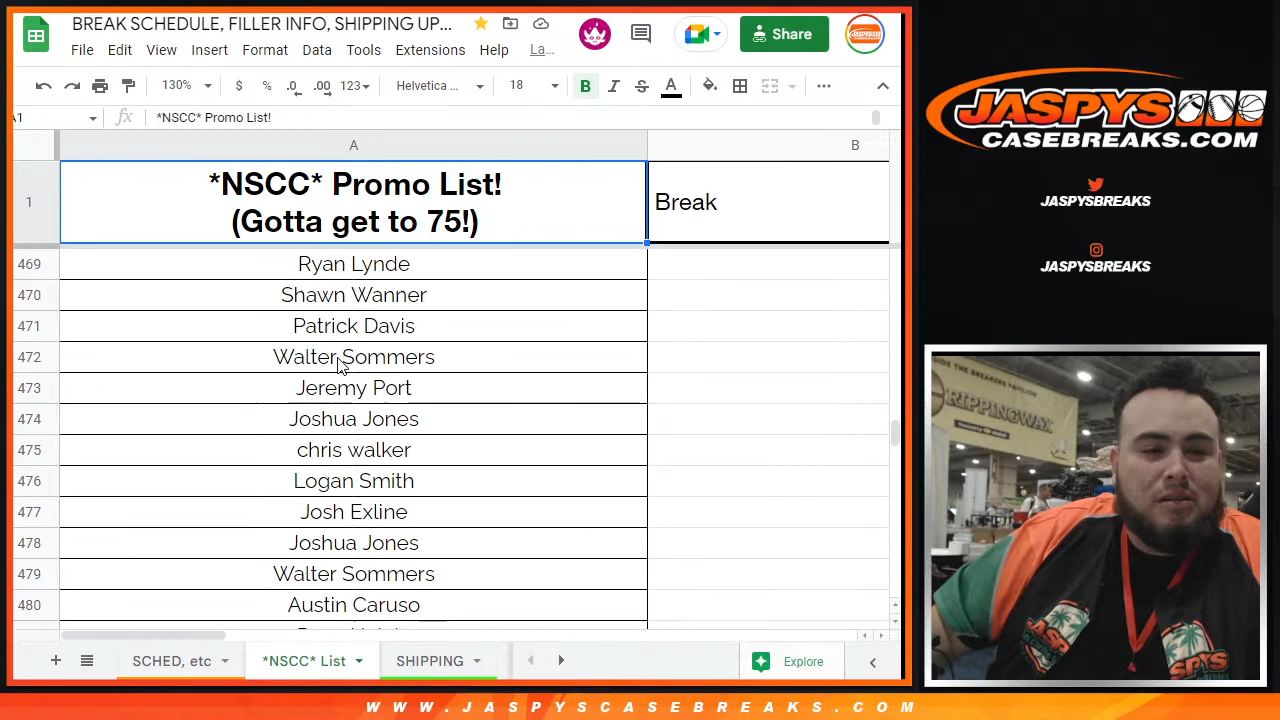 BREAK SCHEDULE, FILLER INFO, SHIPPING UP...
File Edit View Insert Format Data Tools Extensions Help La...
Share
130% $ % .0 .00 123 Helvetica ... 18 B I S A
*NSCC* Promo List!
A B
1 *NSCC* Promo List!
(Gotta get to 75!) Break
469 Ryan Lynde
470 Shawn Wanner
471 Patrick Davis
472 Walter Sommers
473 Jeremy Port
474 Joshua Jones
475 chris walker
476 Logan Smith
477 Josh Exline
478 Joshua Jones
479 Walter Sommers
480 Austin Caruso
SCHED, etc *NSCC* List SHIPPING Explore
JASPYS
CASEBREAKS.COM
JASPYSBREAKS
JASPYSBREAKS
RIPPINGWAX
JASPYS
WWW.JASPYSCASEBREAKS.COM